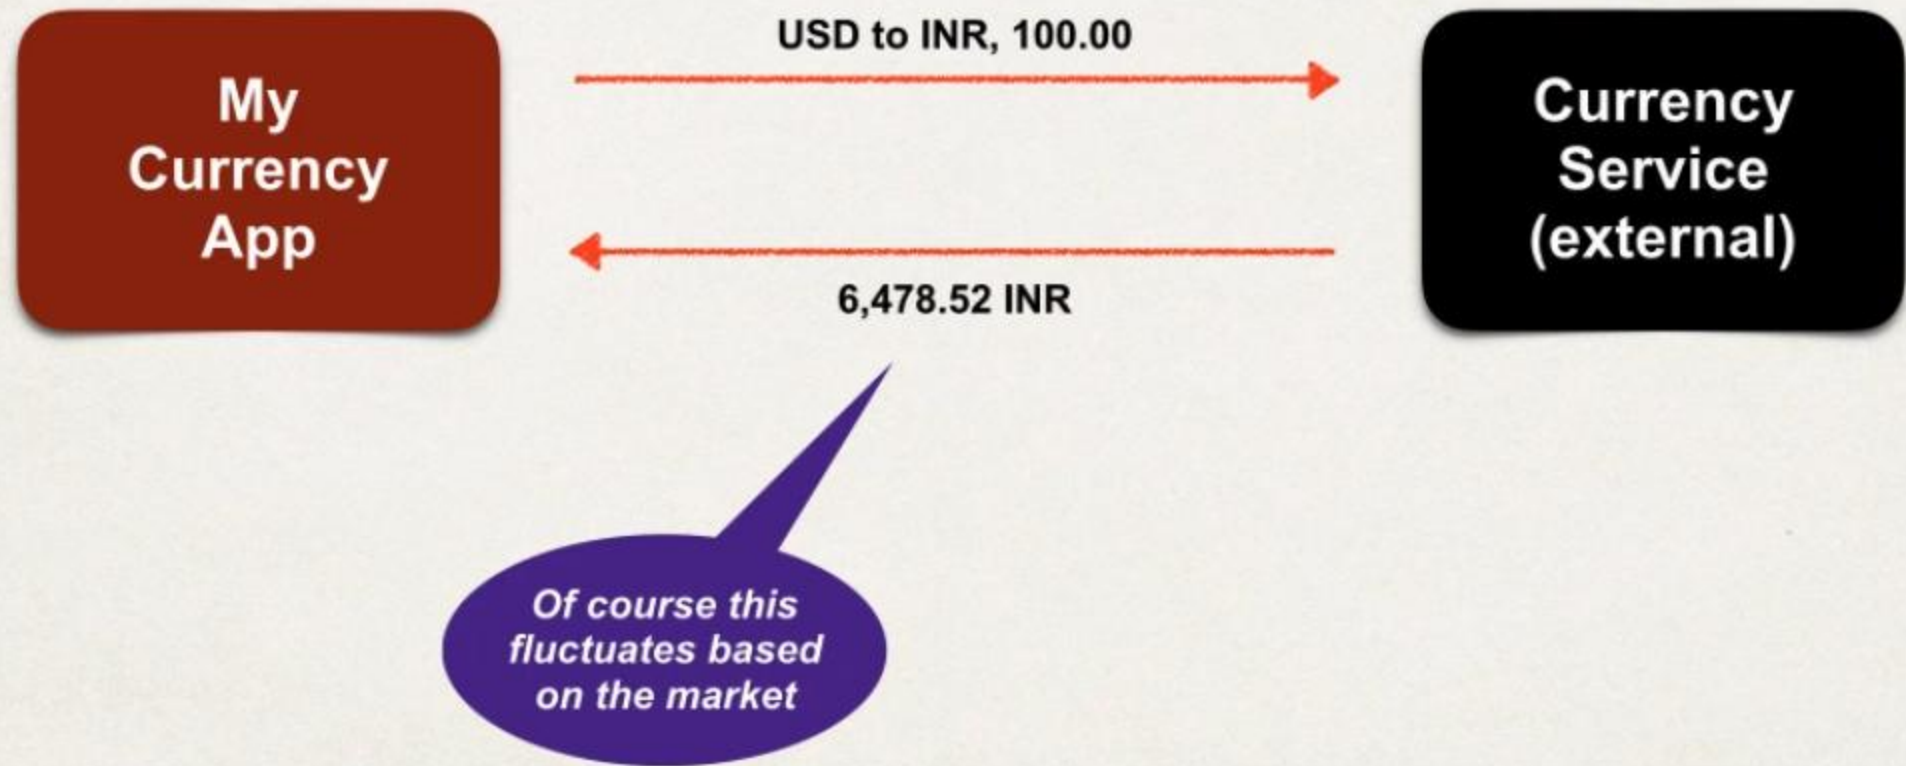 My
Currency
App
USD to INR, 100.00
Currency
Service
(external)
6,478.52 INR
Of course this
fluctuates based
on the market